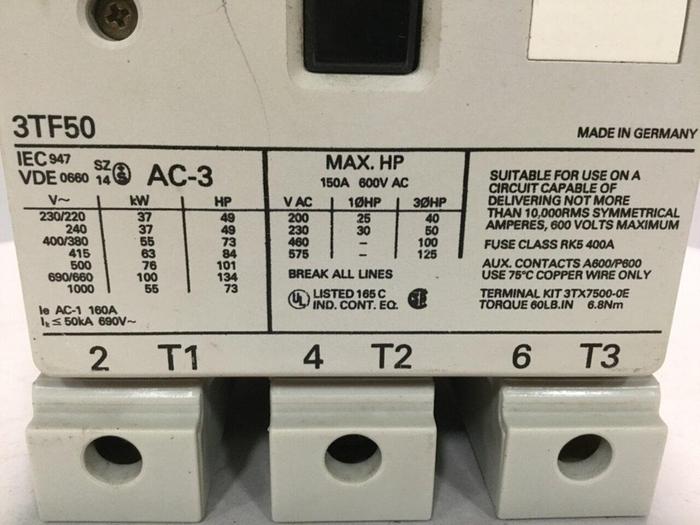 3TF50
MADE IN GERMANY
IEC 947
VDE 0660
SZ
14
AC-3
V~ kW HP
230/220 37 49
240 37 49
400/380 55 73
415 63 84
500 76 101
690/660 100 134
1000 55 73
Ie AC-1 160A
Ik ≤ 50kA 690V~
MAX. HP
150A 600V AC
V AC 1ØHP 3ØHP
200 25 40
230 30 50
460 – 100
575 – 125
BREAK ALL LINES
UL LISTED 165 C
IND. CONT. EQ.
SUITABLE FOR USE ON A
CIRCUIT CAPABLE OF
DELIVERING NOT MORE
THAN 10,000RMS SYMMETRICAL
AMPERES, 600 VOLTS MAXIMUM
FUSE CLASS RK5 400A
AUX. CONTACTS A600/P600
USE 75°C COPPER WIRE ONLY
TERMINAL KIT 3TX7500-0E
TORQUE 60LB.IN 6.8Nm
2 T1 4 T2 6 T3